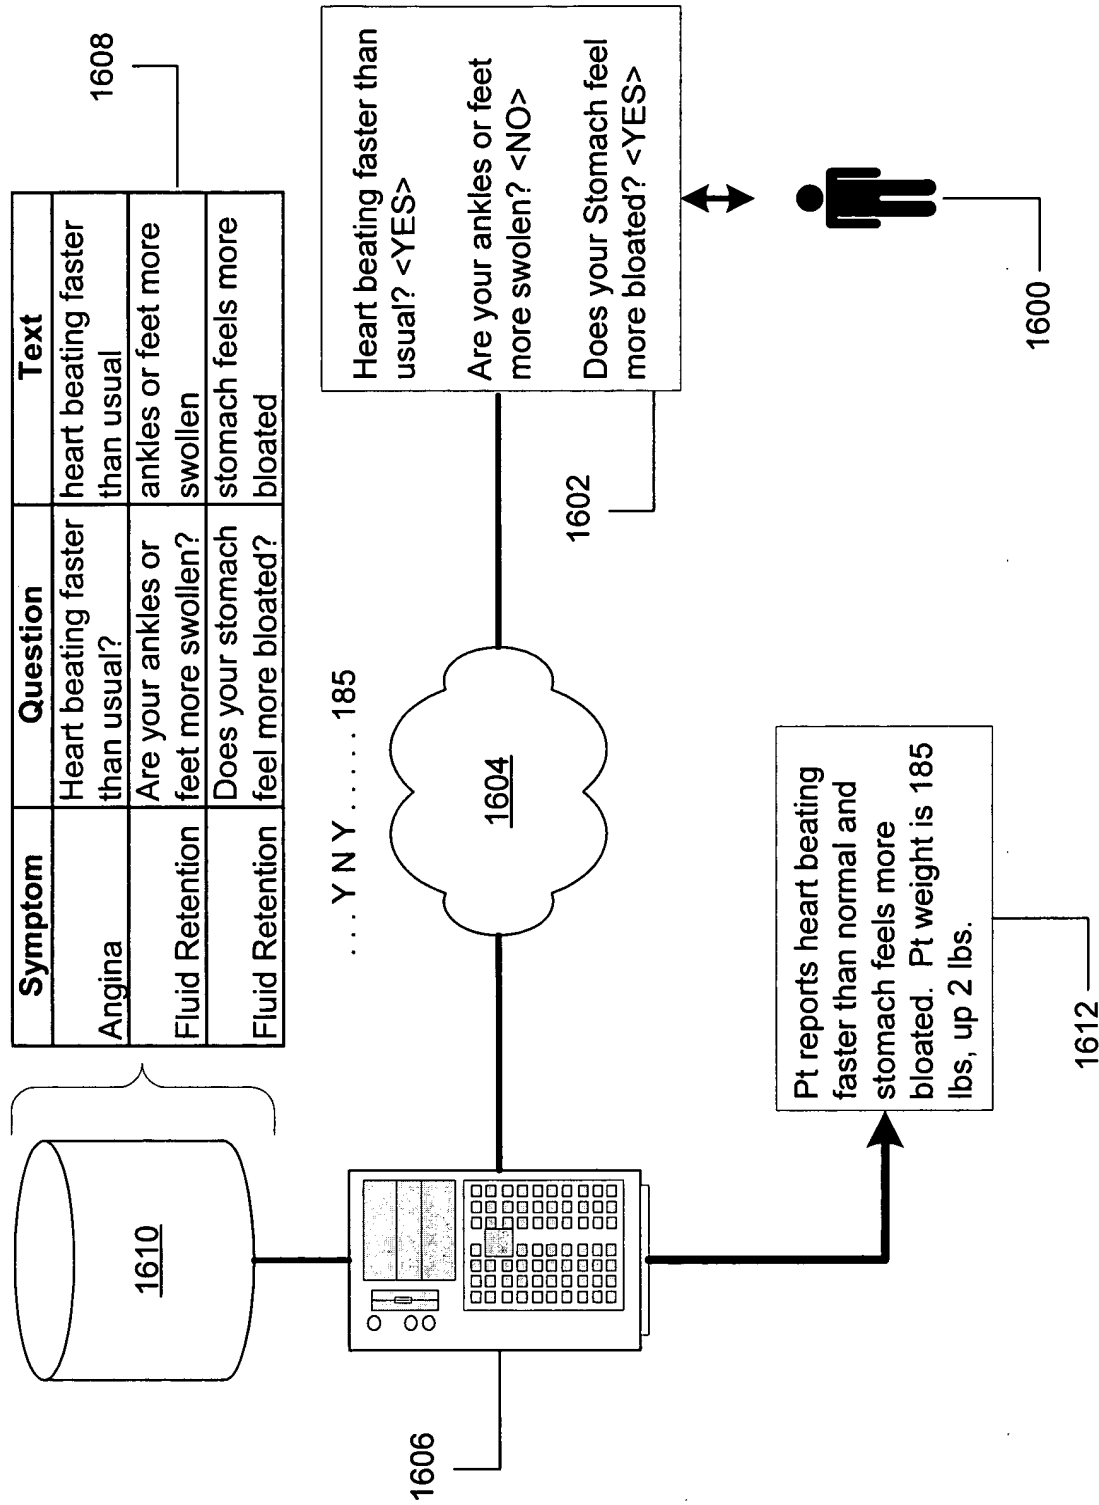 1608
Symptom Question Text
Angina Heart beating faster than usual? heart beating faster than usual
Fluid Retention Are your ankles or feet more swollen? ankles or feet more swollen
Fluid Retention Does your stomach feel more bloated? stomach feels more bloated
1610
. . . Y N Y . . . . . 185
1604
Heart beating faster than
usual? <YES>
Are your ankles or feet
more swolen? <NO>
Does your Stomach feel
more bloated? <YES>
1602
1600
1606
Pt reports heart beating
faster than normal and
stomach feels more
bloated. Pt weight is 185
lbs, up 2 lbs.
1612